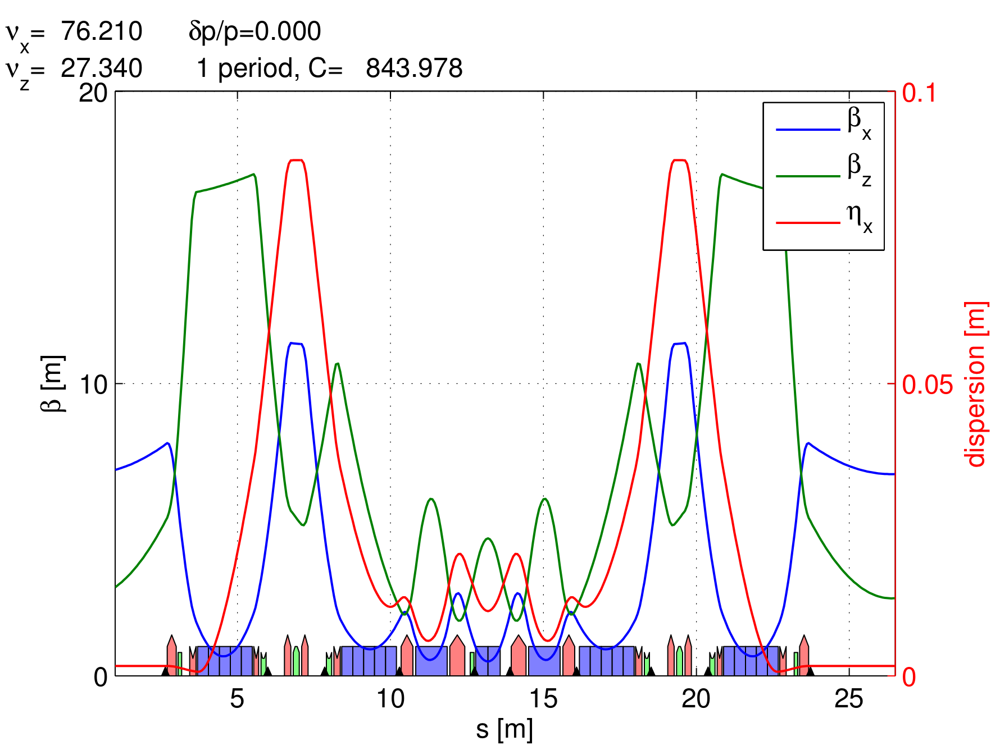 νx= 76.210 δp/p=0.000
νz= 27.340 1 period, C= 843.978
20
10
0
β [m]
5 10 15 20 25
s [m]
0.1
0.05
0
dispersion [m]
βx
βz
ηx